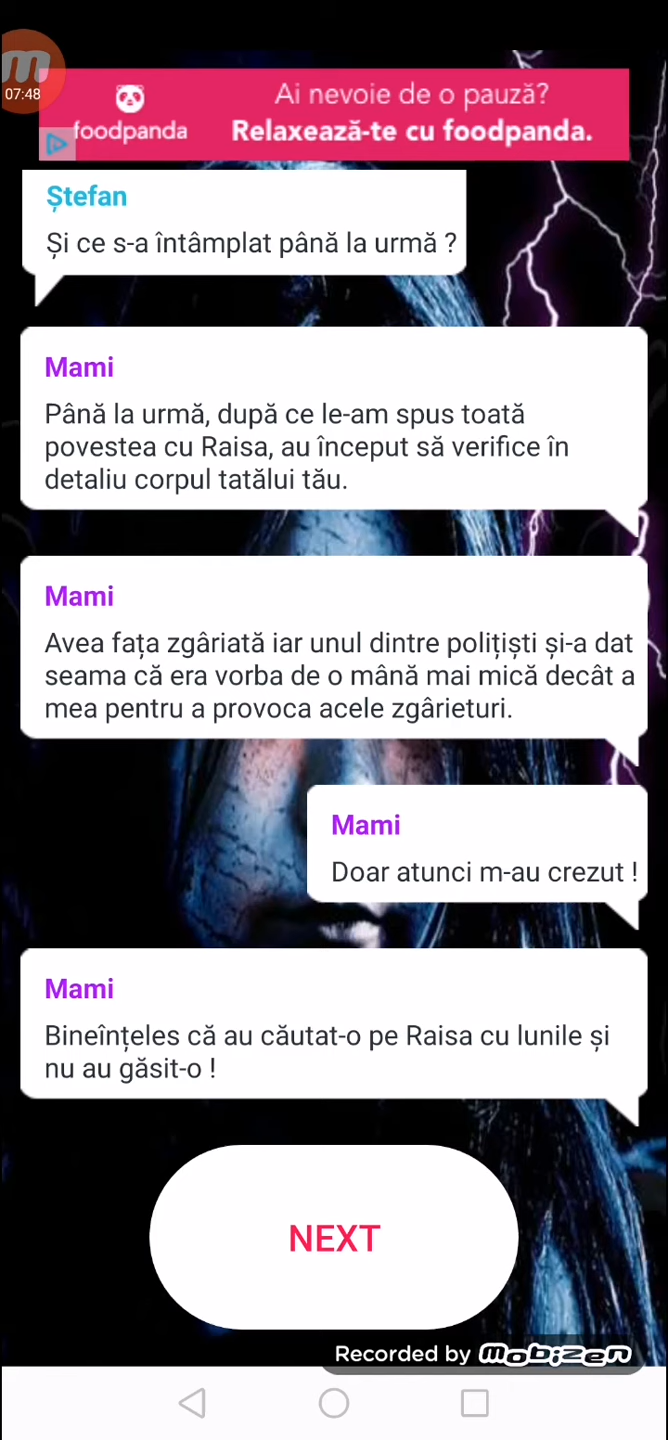 m
07:48
foodpanda
Ai nevoie de o pauză?
Relaxează-te cu foodpanda.
Ștefan
Și ce s-a întâmplat până la urmă ?
Mami
Până la urmă, după ce le-am spus toată
povestea cu Raisa, au început să verifice în
detaliu corpul tatălui tău.
Mami
Avea fața zgâriată iar unul dintre polițiști și-a dat
seama că era vorba de o mână mai mică decât a
mea pentru a provoca acele zgârieturi.
Mami
Doar atunci m-au crezut !
Mami
Bineînțeles că au căutat-o pe Raisa cu lunile și
nu au găsit-o !
NEXT
Recorded by mobizen